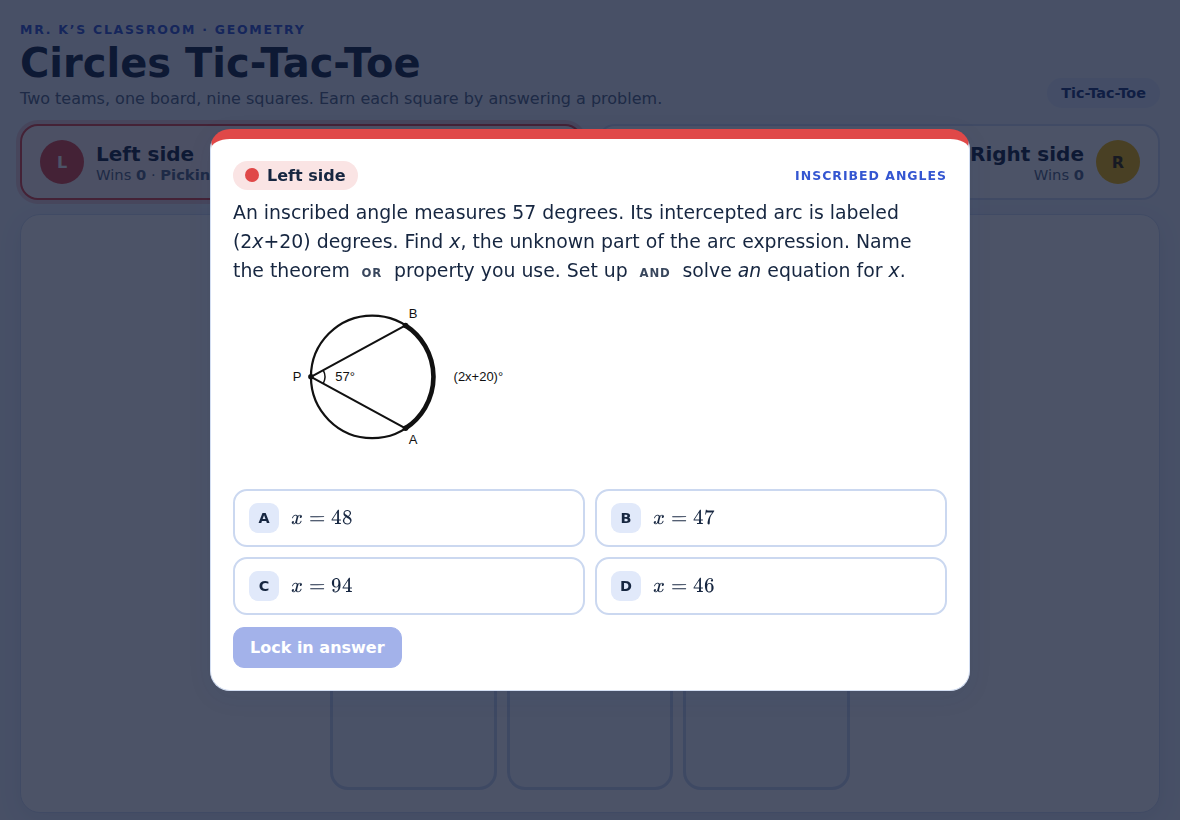 MR. K'S CLASSROOM · GEOMETRY
Circles Tic-Tac-Toe
Two teams, one board, nine squares. Earn each square by answering a problem.
Tic-Tac-Toe
L
Left side
Wins 0 · Pickin
Right side
Wins 0
R
Left side
INSCRIBED ANGLES
An inscribed angle measures 57 degrees. Its intercepted arc is labeled
(2x+20) degrees. Find x, the unknown part of the arc expression. Name
the theorem OR property you use. Set up AND solve an equation for x.
B
P
57°
(2x+20)°
A
A x = 48
B x = 47
C x = 94
D x = 46
Lock in answer